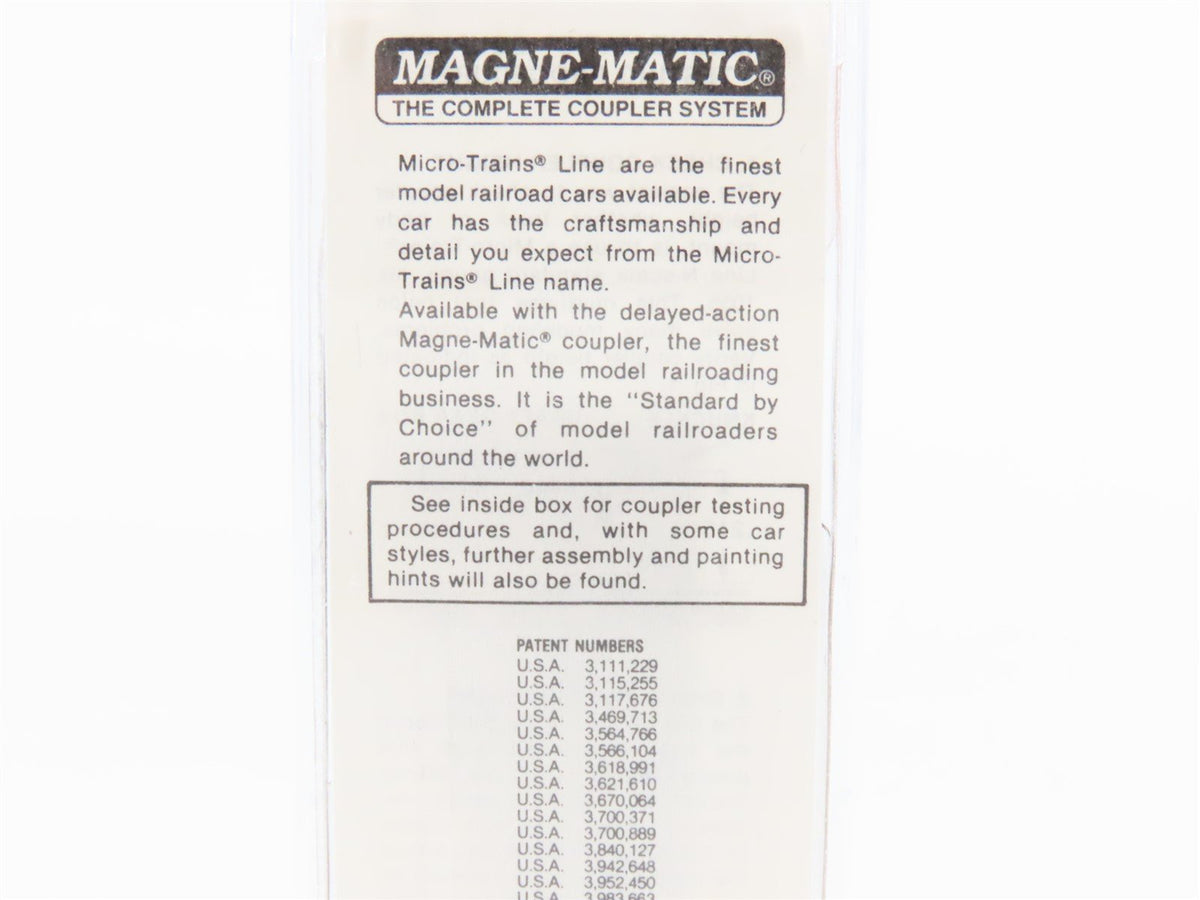 MAGNE-MATIC®
THE COMPLETE COUPLER SYSTEM
Micro-Trains® Line are the finest
model railroad cars available. Every
car has the craftsmanship and
detail you expect from the Micro-
Trains® Line name.
Available with the delayed-action
Magne-Matic® coupler, the finest
coupler in the model railroading
business. It is the "Standard by
Choice" of model railroaders
around the world.
See inside box for coupler testing
procedures and, with some car
styles, further assembly and painting
hints will also be found.
PATENT NUMBERS
U.S.A. 3,111,229
U.S.A. 3,115,255
U.S.A. 3,117,676
U.S.A. 3,469,713
U.S.A. 3,564,766
U.S.A. 3,566,104
U.S.A. 3,618,991
U.S.A. 3,621,610
U.S.A. 3,670,064
U.S.A. 3,700,371
U.S.A. 3,700,889
U.S.A. 3,840,127
U.S.A. 3,942,648
U.S.A. 3,952,450
U.S.A. 3,983,663